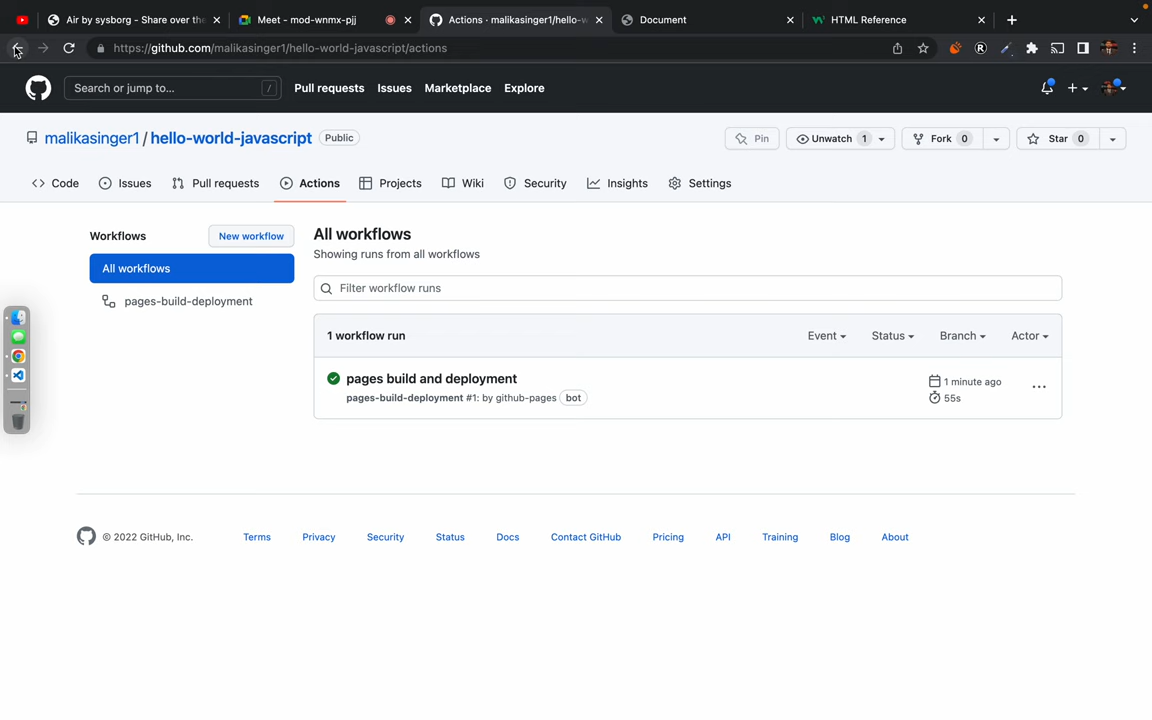 Air by sysborg - Share over the
Meet - mod-wnmx-pjj
Actions · malikasinger1/hello-w
Document
HTML Reference
https://github.com/malikasinger1/hello-world-javascript/actions
Search or jump to...
/
Pull requests
Issues
Marketplace
Explore
malikasinger1 / hello-world-javascript
Public
Pin
Unwatch 1
Fork 0
Star 0
Code
Issues
Pull requests
Actions
Projects
Wiki
Security
Insights
Settings
Workflows
New workflow
All workflows
pages-build-deployment
All workflows
Showing runs from all workflows
Filter workflow runs
1 workflow run
Event
Status
Branch
Actor
pages build and deployment
pages-build-deployment #1: by github-pages bot
1 minute ago
55s
© 2022 GitHub, Inc.
Terms
Privacy
Security
Status
Docs
Contact GitHub
Pricing
API
Training
Blog
About